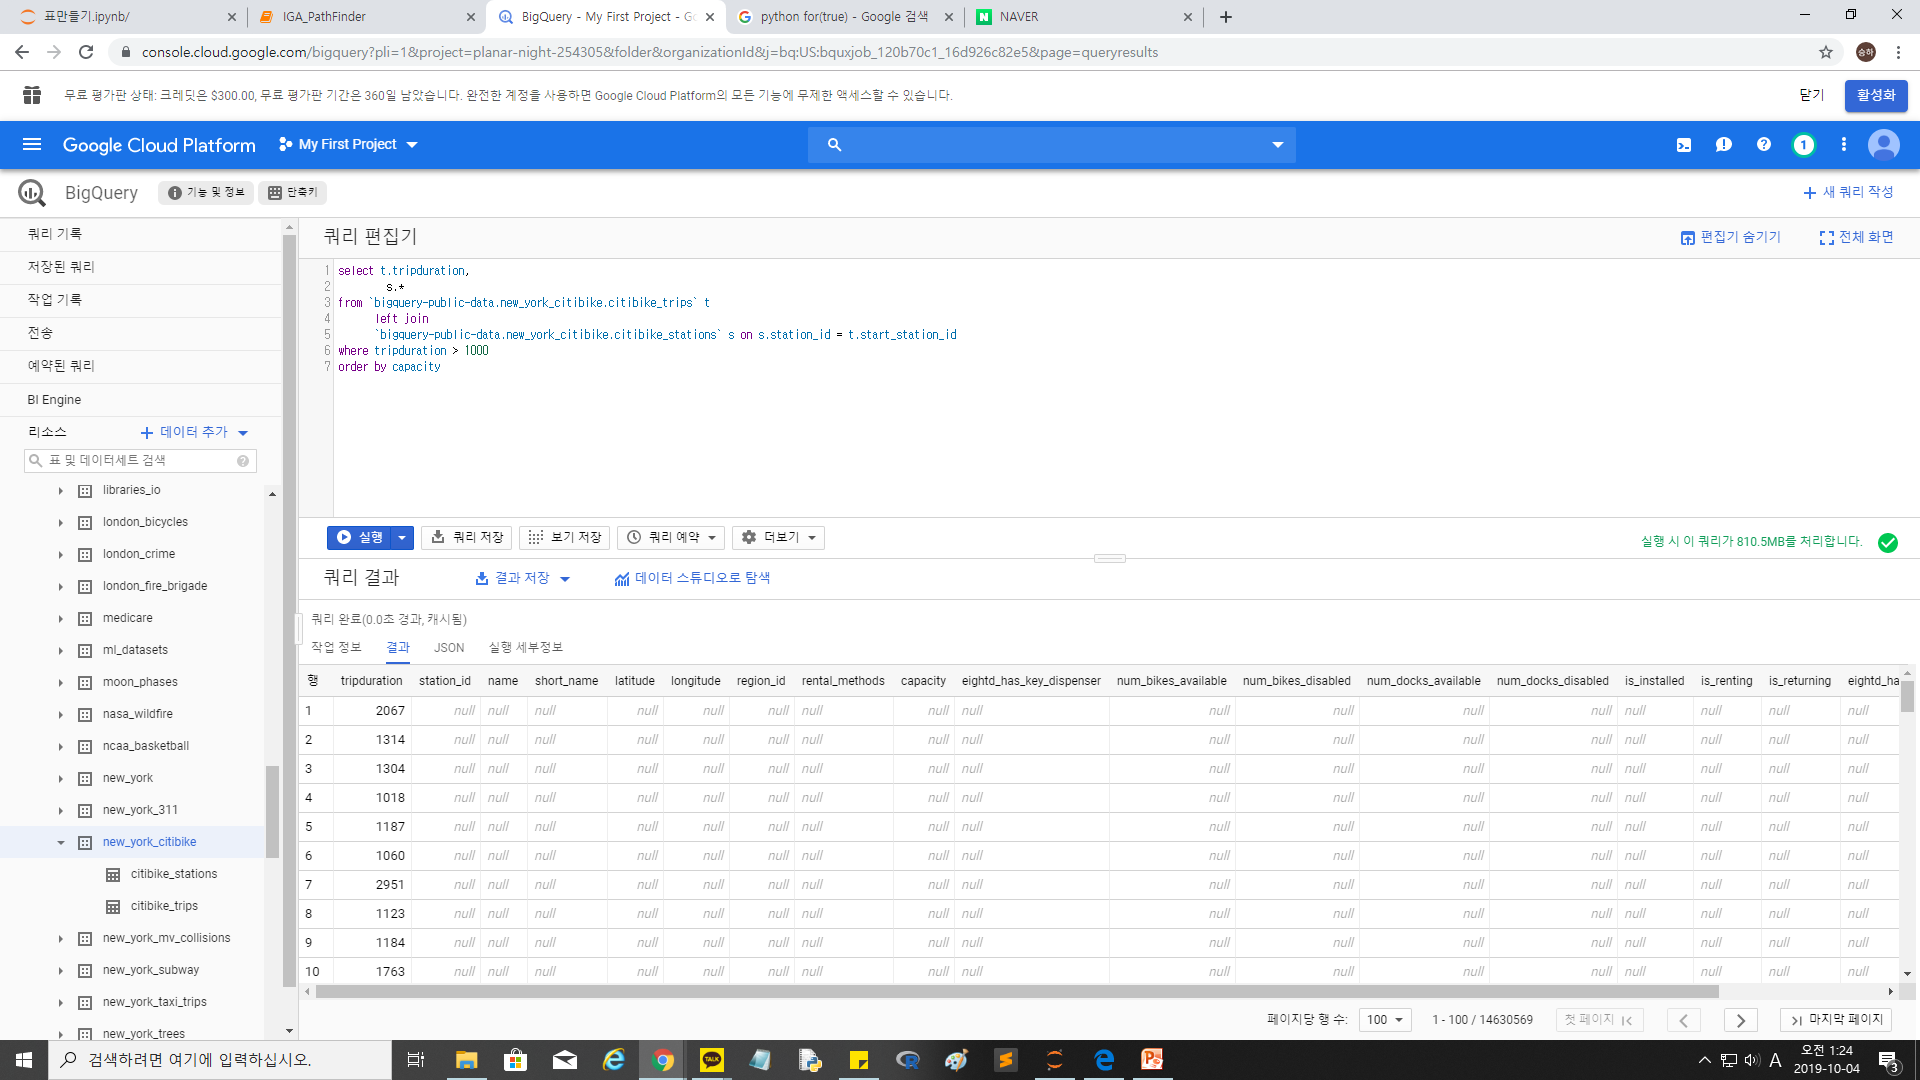 표만들기.ipynb/
IGA_PathFinder
BigQuery - My First Project - Go
python for(true) - Google 검색
NAVER
console.cloud.google.com/bigquery?pli=1&project=planar-night-254305&folder&organizationId&j=bq:US:bquxjob_120b70c1_16d926c82e5&page=queryresults
승하
무료 평가판 상태: 크레딧은 $300.00, 무료 평가판 기간은 360일 남았습니다. 완전한 계정을 사용하면 Google Cloud Platform의 모든 기능에 무제한 액세스할 수 있습니다.
닫기
활성화
Google Cloud Platform
My First Project
1
BigQuery
기능 및 정보
단축키
새 쿼리 작성
쿼리 기록
저장된 쿼리
작업 기록
전송
예약된 쿼리
BI Engine
리소스
데이터 추가
표 및 데이터세트 검색
libraries_io
london_bicycles
london_crime
london_fire_brigade
medicare
ml_datasets
moon_phases
nasa_wildfire
ncaa_basketball
new_york
new_york_311
new_york_citibike
citibike_stations
citibike_trips
new_york_mv_collisions
new_york_subway
new_york_taxi_trips
new_york_trees
쿼리 편집기
편집기 숨기기
전체 화면
1 select t.tripduration,
2 s.*
3 from `bigquery-public-data.new_york_citibike.citibike_trips` t
4 left join
5 `bigquery-public-data.new_york_citibike.citibike_stations` s on s.station_id = t.start_station_id
6 where tripduration > 1000
7 order by capacity
실행
쿼리 저장
보기 저장
쿼리 예약
더보기
실행 시 이 쿼리가 810.5MB를 처리합니다.
쿼리 결과
결과 저장
데이터 스튜디오로 탐색
쿼리 완료(0.0초 경과, 캐시됨)
작업 정보 결과 JSON 실행 세부정보
행 tripduration station_id name short_name latitude longitude region_id rental_methods capacity eightd_has_key_dispenser num_bikes_available num_bikes_disabled num_docks_available num_docks_disabled is_installed is_renting is_returning eightd_ha
1 2067 null null null null null null null null null null null null null null null null null
2 1314 null null null null null null null null null null null null null null null null null
3 1304 null null null null null null null null null null null null null null null null null
4 1018 null null null null null null null null null null null null null null null null null
5 1187 null null null null null null null null null null null null null null null null null
6 1060 null null null null null null null null null null null null null null null null null
7 2951 null null null null null null null null null null null null null null null null null
8 1123 null null null null null null null null null null null null null null null null null
9 1184 null null null null null null null null null null null null null null null null null
10 1763 null null null null null null null null null null null null null null null null null
페이지당 행 수: 100 1 - 100 / 14630569 첫 페이지 마지막 페이지
검색하려면 여기에 입력하십시오.
TALK
A
오전 1:24
2019-10-04
3